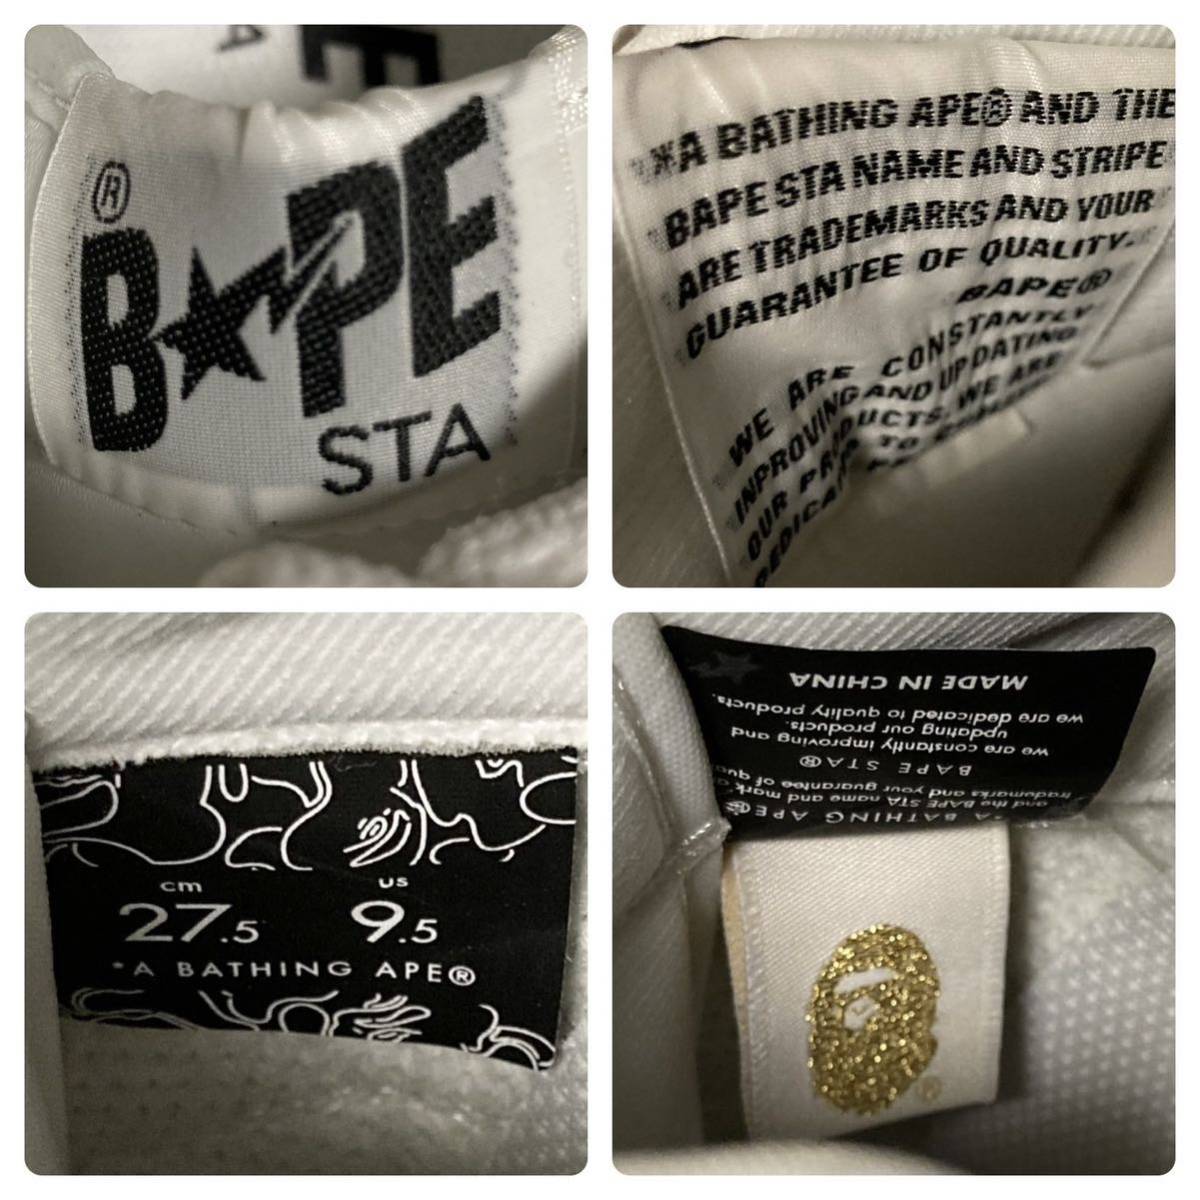 ®
B★PE
STA
*A BATHING APE® AND THE
BAPE STA NAME AND STRIPE
ARE TRADEMARKS AND YOUR
GUARANTEE OF QUALITY.
BAPE®
WE ARE CONSTANTLY
INPROVING AND UPDATING
OUR PRODUCTS. WE ARE
TO
cm US
27.5 9.5
*A BATHING APE®
*A BATHING APE®
and the BAPE STA name and mark
trademarks and your guarantee of
BAPE STA®
we are constantly improving and
updating our products.
we are dedicated to quality products.
MADE IN CHINA
®